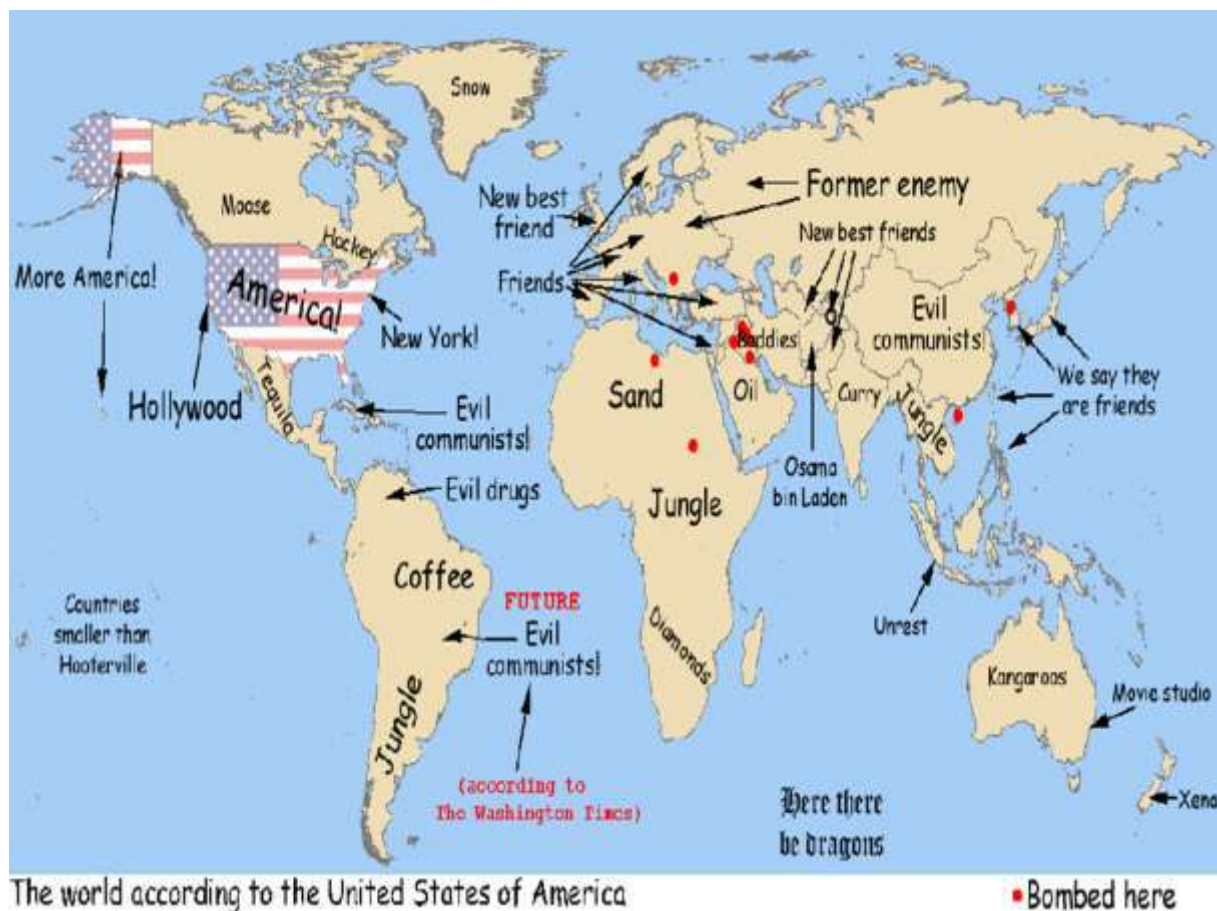 Snow
Moose
Hockey
More America!
America!
New York!
Hollywood
Tequila
Evil
communists!
Evil drugs
Coffee
FUTURE
Evil
communists!
Jungle
(according to
The Washington Times)
Countries
smaller than
Hooterville
New best
friend
Friends
Former enemy
New best friends
Baddies
Evil
communists!
Sand
Oil
Curry
Jungle
We say they
are friends
Osama
bin Laden
Jungle
Diamonds
Unrest
Kangaroos
Movie studio
Xena
Here there
be dragons
The world according to the United States of America
Bombed here